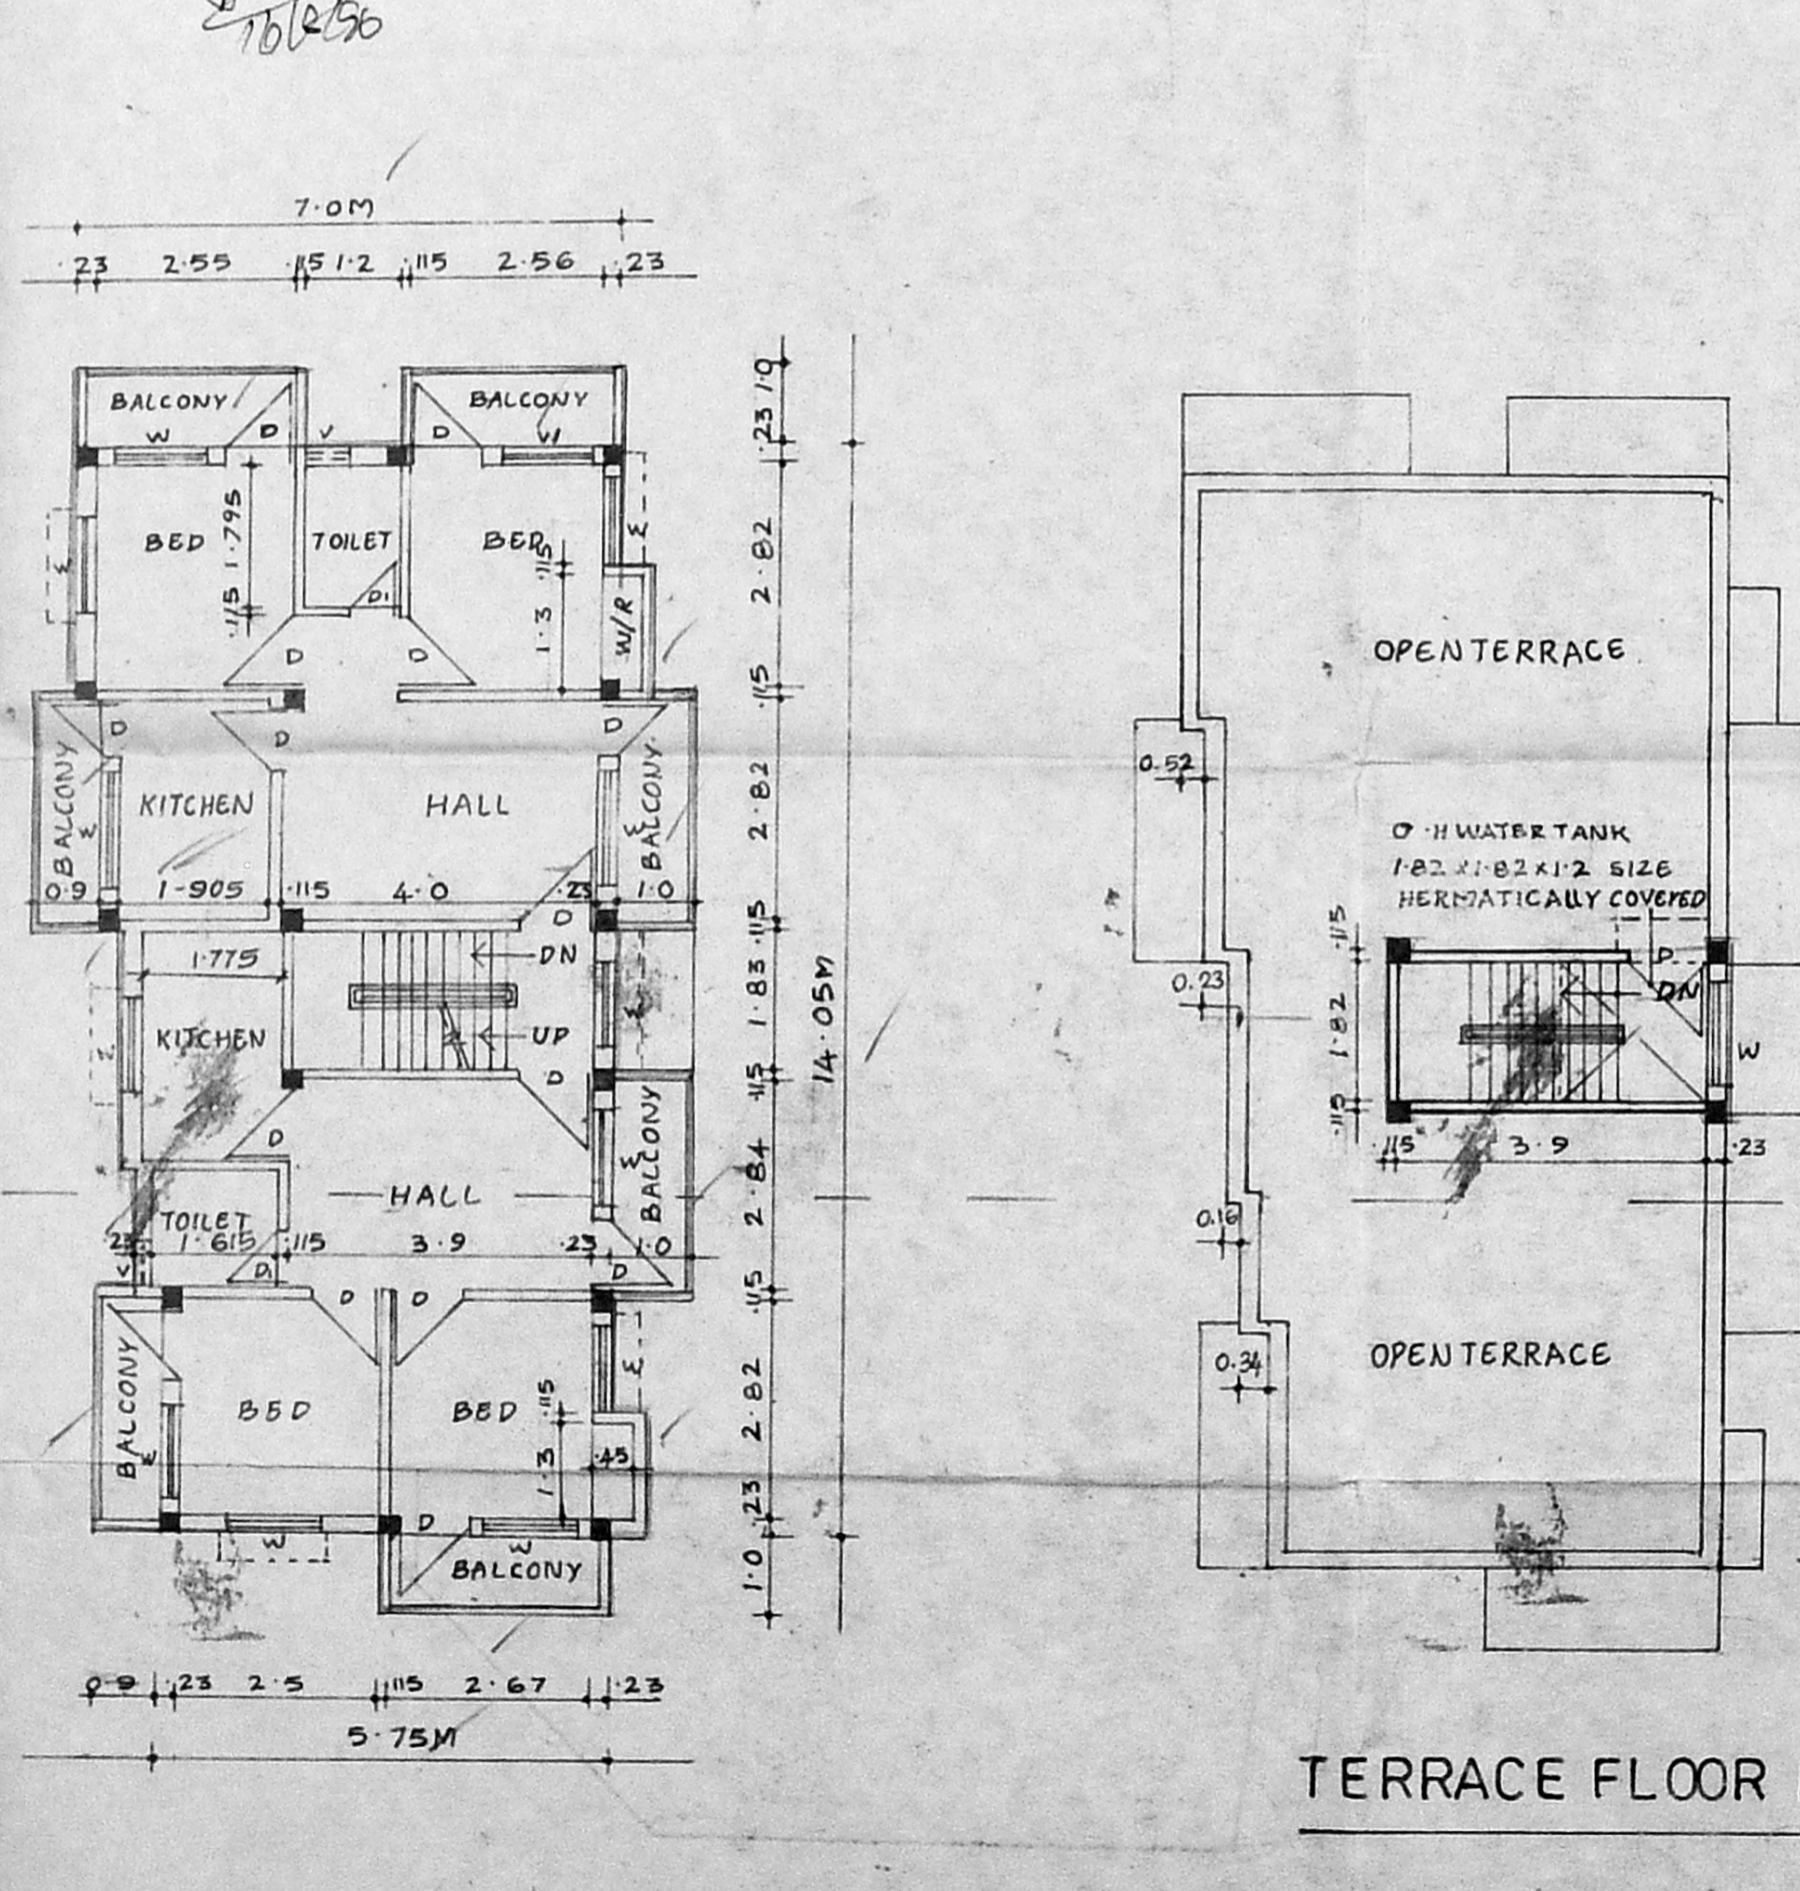 7.0M
.23 2.55 .115 1.2 .115 2.56 .23
BALCONY BALCONY
W D V D W
1.0
.23
BED 1.795 TOILET BED .115 W
W
2.82
.115 D1 1.3 W/R
D D
.115
D D D
BALCONY W KITCHEN HALL W BALCONY
2.82
0.9 1.905 .115 4.0 .23 1.0
D
.115
1.775 DN
W
1.83
14.05M
KITCHEN UP
W
D
.115
D
BALCONY
W
2.84
HALL
TOILET
.23 1.615 .115 3.9 .23 1.0
V D1 D
.115
D D
W
BALCONY W BED BED .115
2.82
1.3 .45
.23
D
W W
BALCONY
1.0
0.9 .23 2.5 .115 2.67 .23
5.75M
OPEN TERRACE
0.52
O.H WATER TANK
1.82 X 1.82 X 1.2 SIZE
HERMATICALLY COVERED
.115
D
0.23
DN
1.82
W
.115
.115 3.9 .23
0.16
OPEN TERRACE
0.34
TERRACE FLOOR